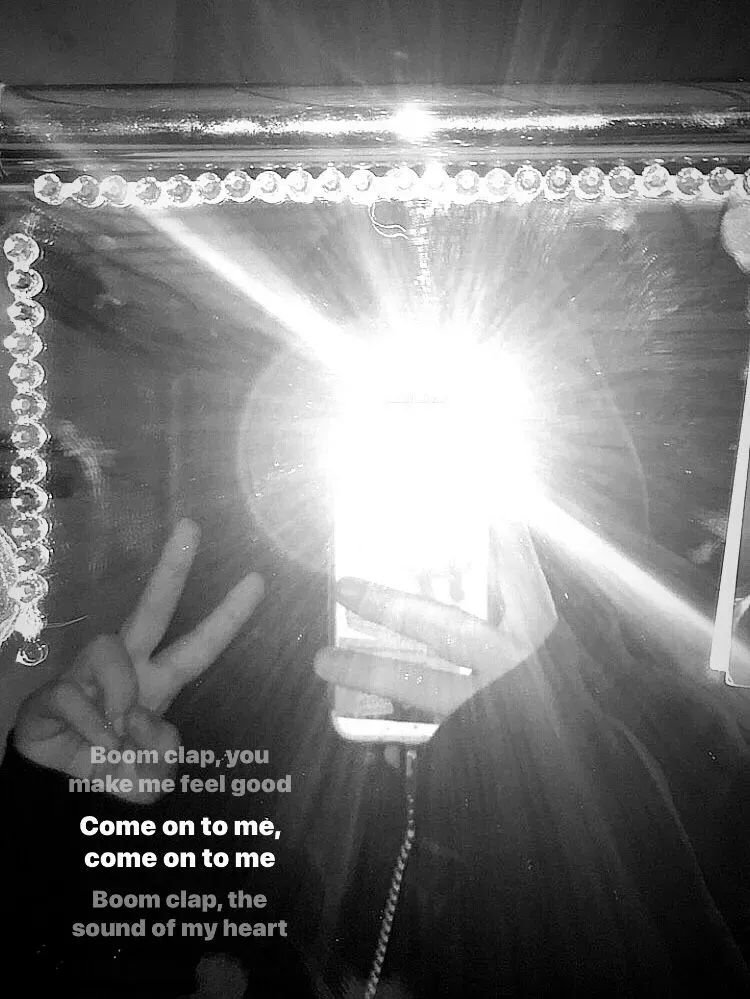 Boom clap, you
make me feel good
Come on to me,
come on to me
Boom clap, the
sound of my heart